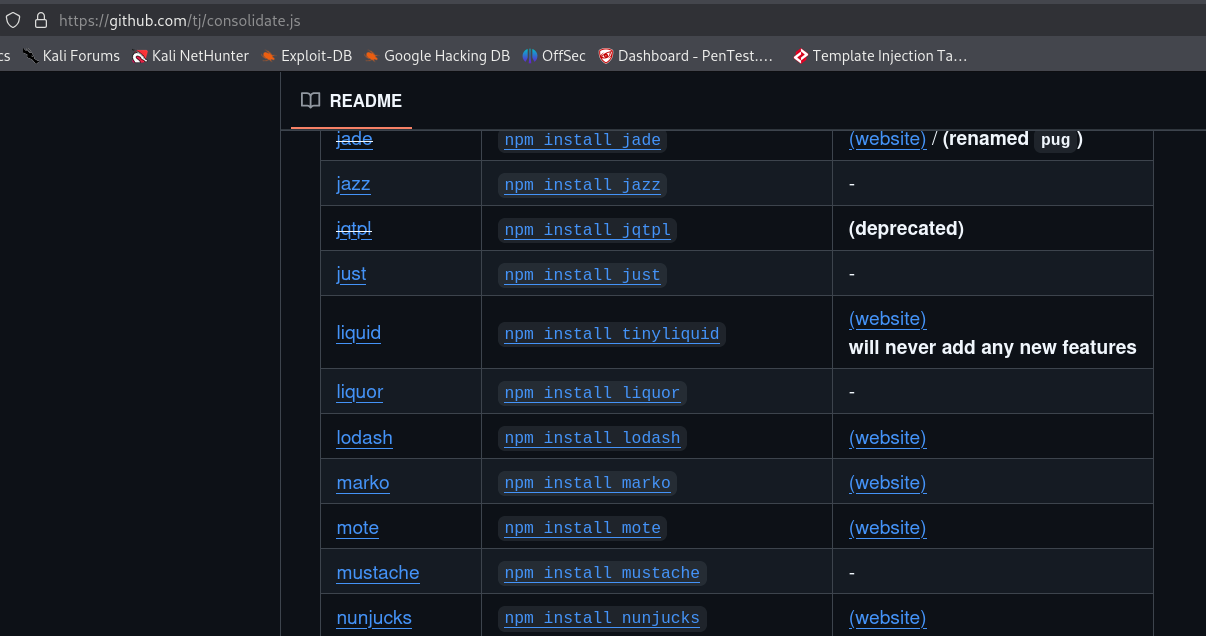 https://github.com/tj/consolidate.js
cs Kali Forums Kali NetHunter Exploit-DB Google Hacking DB OffSec Dashboard - PenTest.... Template Injection Ta...
README
jade npm install jade (website) / (renamed pug )
jazz npm install jazz -
jqtpl npm install jqtpl (deprecated)
just npm install just -
liquid npm install tinyliquid (website)
will never add any new features
liquor npm install liquor -
lodash npm install lodash (website)
marko npm install marko (website)
mote npm install mote (website)
mustache npm install mustache -
nunjucks npm install nunjucks (website)